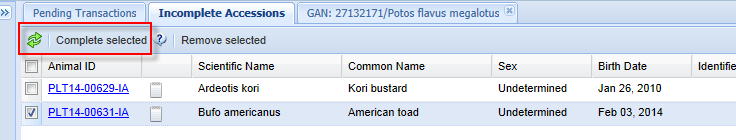 Pending Transactions Incomplete Accessions GAN: 27132171/Potos flavus megalotus
Complete selected Remove selected
Animal ID Scientific Name Common Name Sex Birth Date Identifie
PLT14-00629-IA Ardeotis kori Kori bustard Undetermined Jan 26, 2010
PLT14-00631-IA Bufo americanus American toad Undetermined Feb 03, 2014